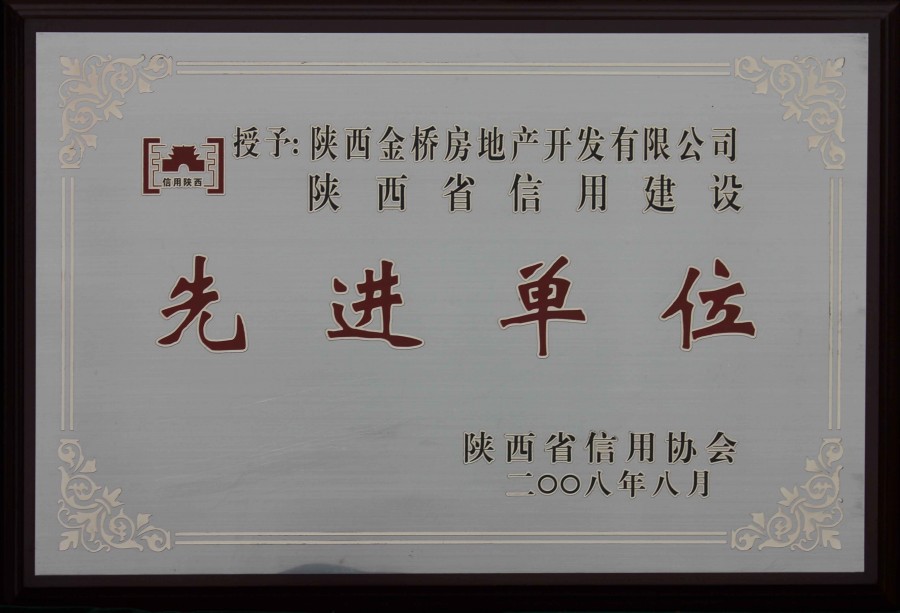 信用陕西
授予:陕西金桥房地产开发有限公司
陕西省信用建设
先进单位
陕西省信用协会
二〇〇八年八月